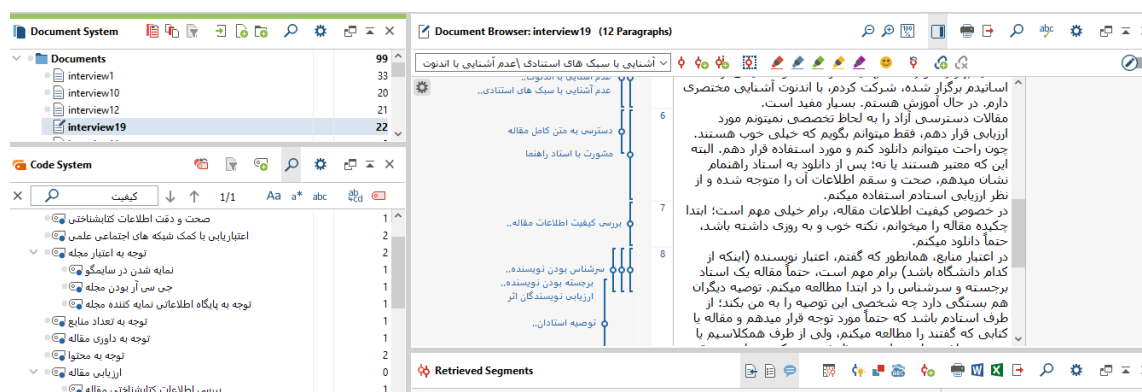 Document System
Documents 99
interview1 33
interview10 20
interview12 21
interview19 22
Code System
کیفیت 1/1 Aa a* abc
صحت و دقت اطلاعات کتابشناختی 1
اعتباریابی با کمک شبکه های اجتماعی علمی 2
توجه به اعتبار مجله 2
نمایه شدن در سایمگو 1
جی سی آر بودن مجله 1
توجه به پایگاه اطلاعاتی نمایه کننده مجله 1
توجه به تعداد منابع 1
توجه به داوری مقاله 1
توجه به محتوا 2
ارزیابی مقاله 0
Document Browser: interview19 (12 Paragraphs)
آشنایی با سبک های استنادی \عدم آشنایی با اندنوت
عدم آشنایی با سبک های استنادی..
6
دسترسی به متن کامل مقاله
مشورت با استاد راهنما
7
بررسی کیفیت اطلاعات مقاله..
8
سرشناس بودن نویسنده..
برجسته بودن نویسنده..
ارزیابی نویسندگان اثر
توصیه استادان..
اساتیدم برگزار شده، شرکت کردم، با اندنوت آشنایی مختصری
دارم. در حال آموزش هستم. بسیار مفید است.
مقالات دسترسی آزاد را به لحاظ تخصصی نمیتونم مورد
ارزیابی قرار دهم، فقط میتوانم بگویم که خیلی خوب هستند.
چون راحت میتوانم دانلود کنم و مورد استفاده قرار دهم. البته
این که معتبر هستند یا نه؛ پس از دانلود به استاد راهنمام
نشان میدهم، صحت و سقم اطلاعات آن را متوجه شده و از
نظر ارزیابی استادم استفاده میکنم.
در خصوص کیفیت اطلاعات مقاله، برام خیلی مهم است؛ ابتدا
چکیده مقاله را میخوانم، نکته خوب و به روزی داشته باشد،
حتماً دانلود میکنم.
در اعتبار منابع، همانطور که گفتم، اعتبار نویسنده (اینکه از
کدام دانشگاه باشد) برام مهم است، حتماً مقاله یک استاد
برجسته و سرشناس را در ابتدا مطالعه میکنم. توصیه دیگران
هم بستگی دارد چه شخصی این توصیه را به من بکند؛ از
طرف استادم باشد که حتماً مورد توجه قرار میدهم و مقاله یا
کتابی که گفتند را مطالعه میکنم، ولی از طرف همکلاسیم یا
Retrieved Segments